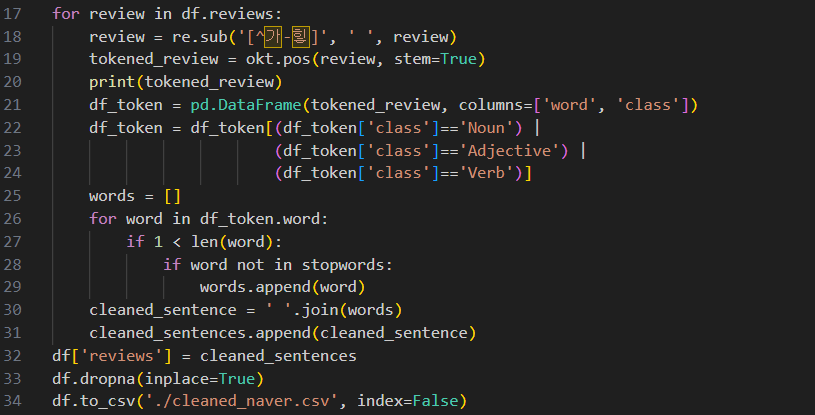 17 for review in df.reviews:
18     review = re.sub('[^가-힣]', ' ', review)
19     tokened_review = okt.pos(review, stem=True)
20     print(tokened_review)
21     df_token = pd.DataFrame(tokened_review, columns=['word', 'class'])
22     df_token = df_token[(df_token['class']=='Noun') |
23                         (df_token['class']=='Adjective') |
24                         (df_token['class']=='Verb')]
25     words = []
26     for word in df_token.word:
27         if 1 < len(word):
28             if word not in stopwords:
29                 words.append(word)
30     cleaned_sentence = ' '.join(words)
31     cleaned_sentences.append(cleaned_sentence)
32 df['reviews'] = cleaned_sentences
33 df.dropna(inplace=True)
34 df.to_csv('./cleaned_naver.csv', index=False)